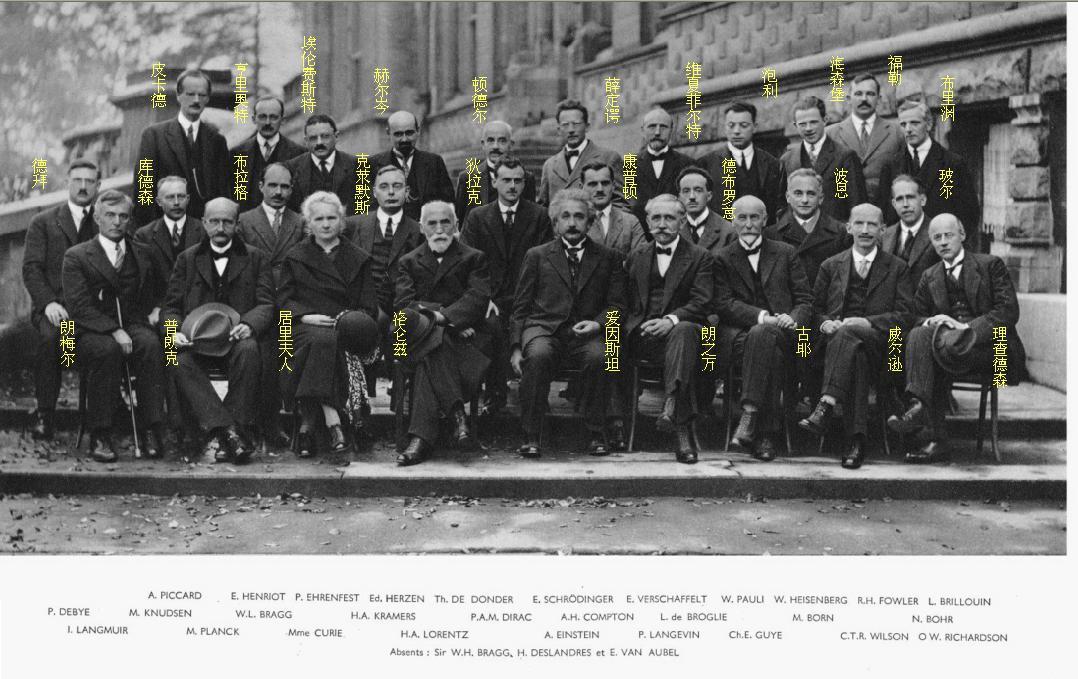 皮卡德
亨里奥特
埃伦费斯特
赫尔岑
顿德尔
薛定谔
维夏菲尔特
泡利
海森堡
福勒
布里渊
德拜
库德森
布拉格
克莱默斯
狄拉克
康普顿
德布罗意
波恩
玻尔
朗梅尔
普朗克
居里夫人
洛仑兹
爱因斯坦
朗之万
古耶
威尔逊
理查德森
A. PICCARD E. HENRIOT P. EHRENFEST Ed. HERZEN Th. DE DONDER E. SCHRÖDINGER E. VERSCHAFFELT W. PAULI W. HEISENBERG R.H. FOWLER L. BRILLOUIN
P. DEBYE M. KNUDSEN W.L. BRAGG H.A. KRAMERS P.A.M. DIRAC A.H. COMPTON L. de BROGLIE M. BORN N. BOHR
I. LANGMUIR M. PLANCK Mme CURIE H.A. LORENTZ A. EINSTEIN P. LANGEVIN Ch.E. GUYE C.T.R. WILSON O.W. RICHARDSON
Absents : Sir W.H. BRAGG, H. DESLANDRES et E. VAN AUBEL